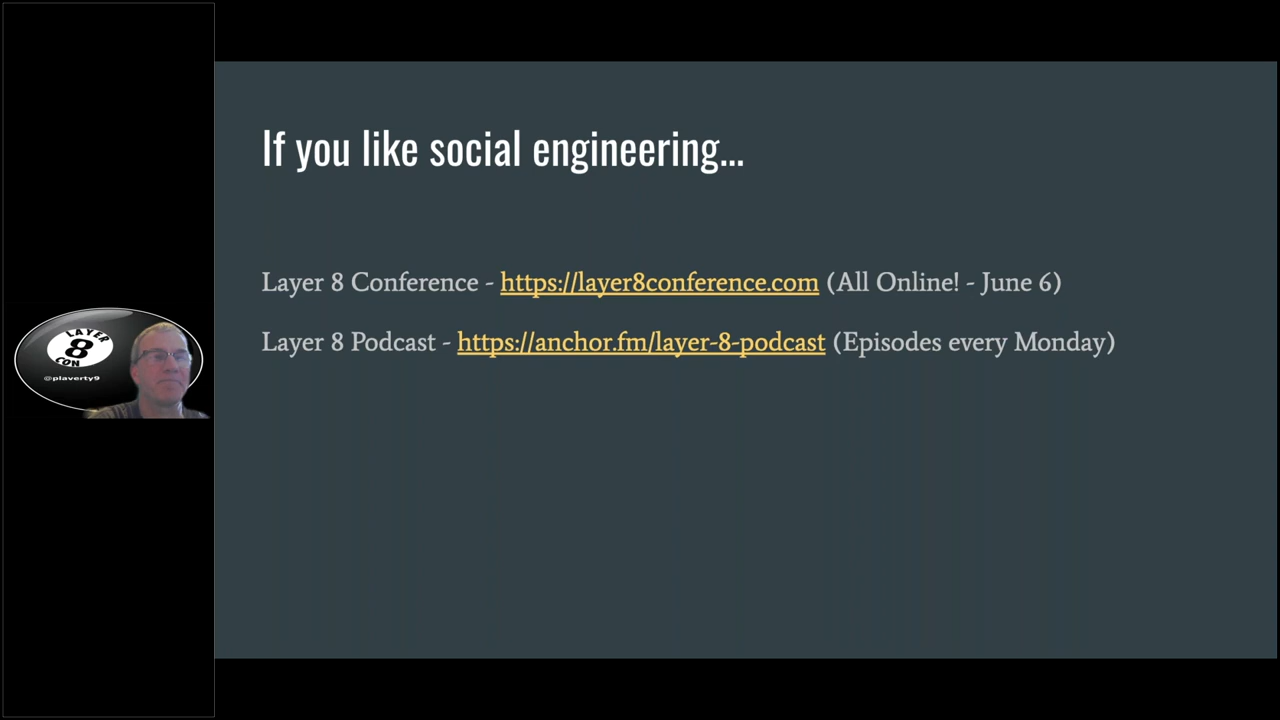 If you like social engineering...
Layer 8 Conference - https://layer8conference.com (All Online! - June 6)
Layer 8 Podcast - https://anchor.fm/layer-8-podcast (Episodes every Monday)
LAYER
8
CON
@plaverty9